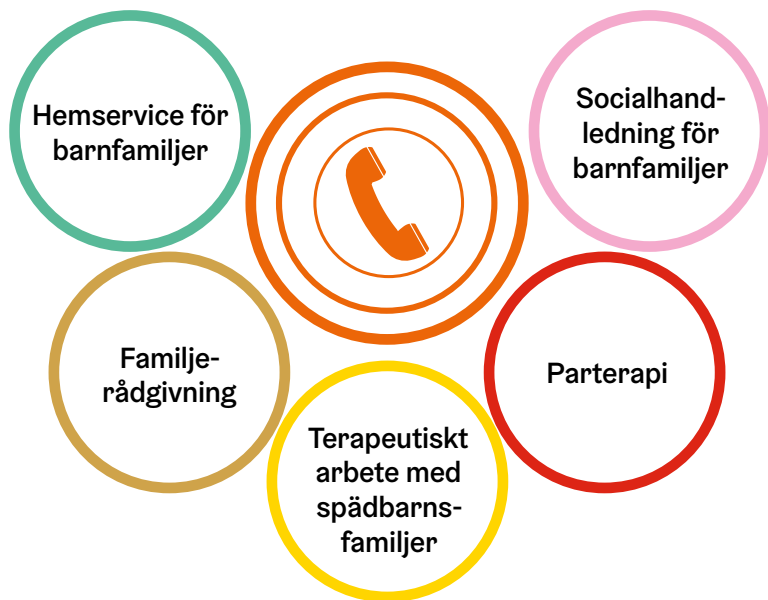 Hemservice för
barnfamiljer
Socialhand-
ledning för
barnfamiljer
Familje-
rådgivning
Parterapi
Terapeutiskt
arbete med
spädbarns-
familjer